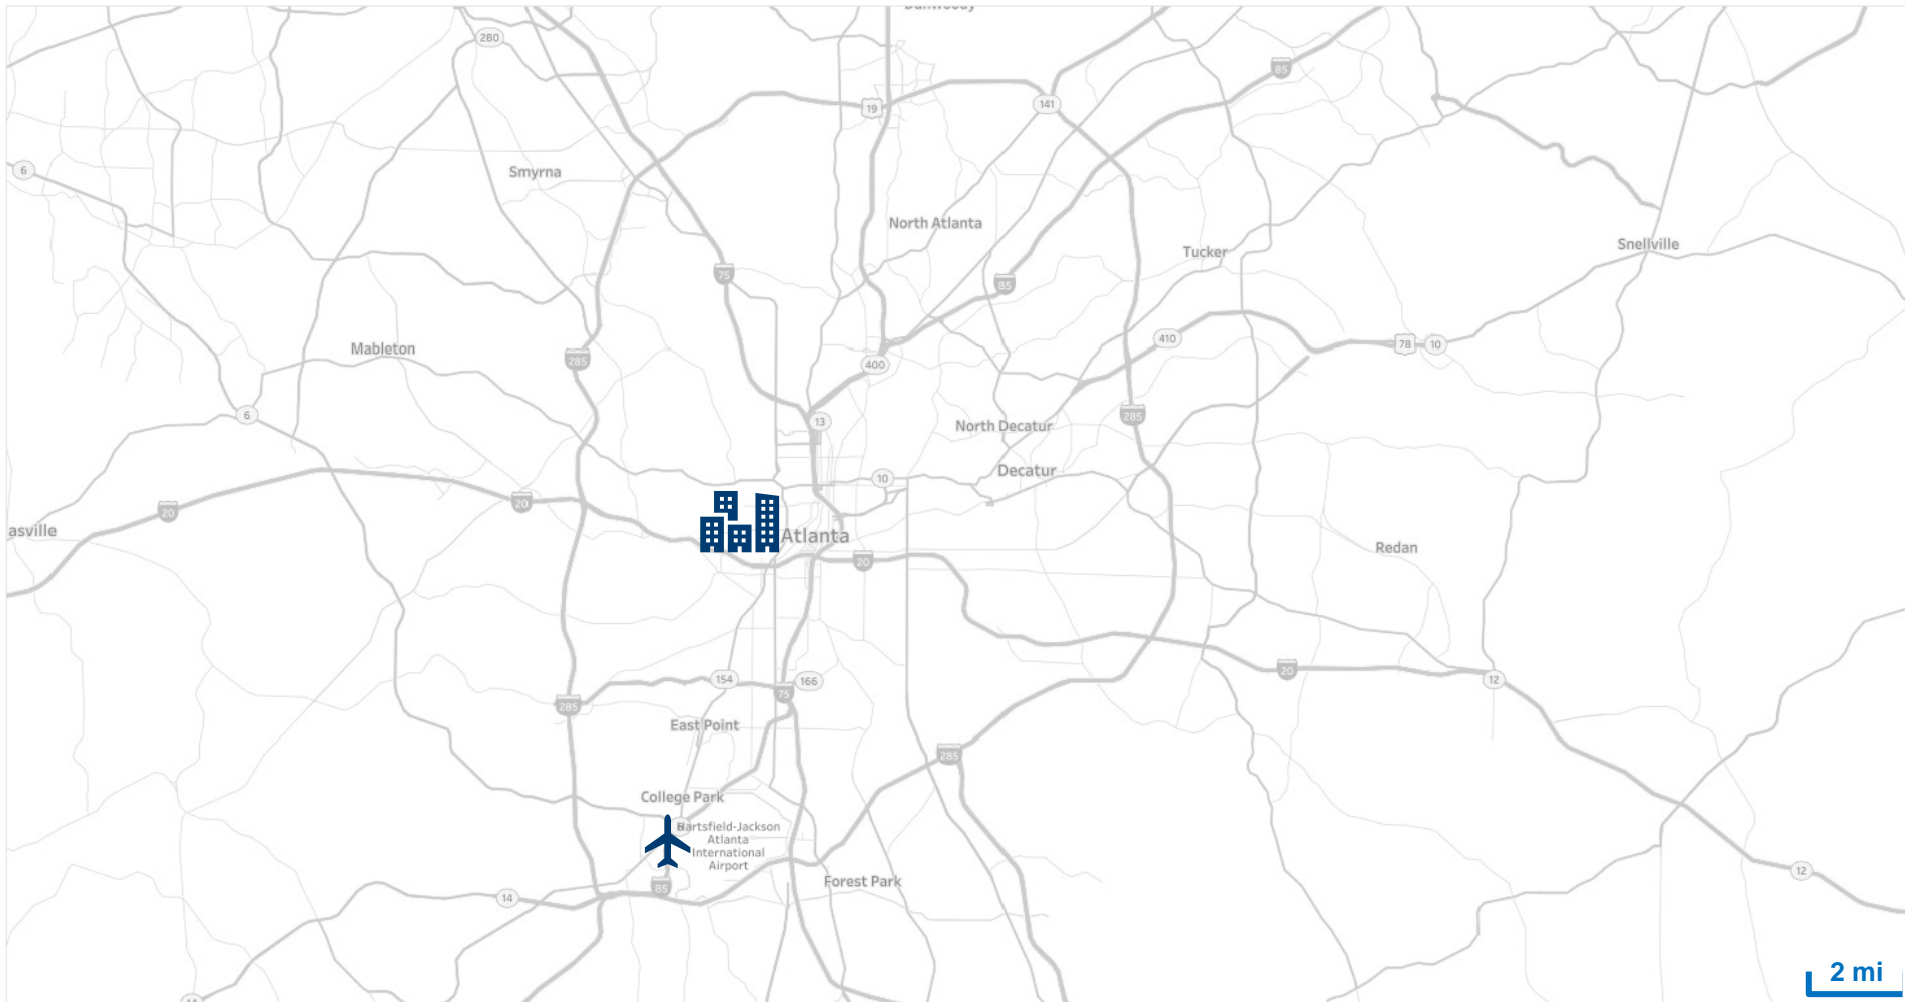 Dunwoody
280
85
19
141
6
Smyrna
North Atlanta
Snellville
Tucker
75
85
410
78
10
Mableton
285
400
6
13
285
North Decatur
Decatur
10
20
20
asville
Atlanta
Redan
20
154
166
20
12
75
285
East Point
285
College Park
Hartsfield-Jackson
Atlanta
International
Airport
12
85
Forest Park
14
2 mi